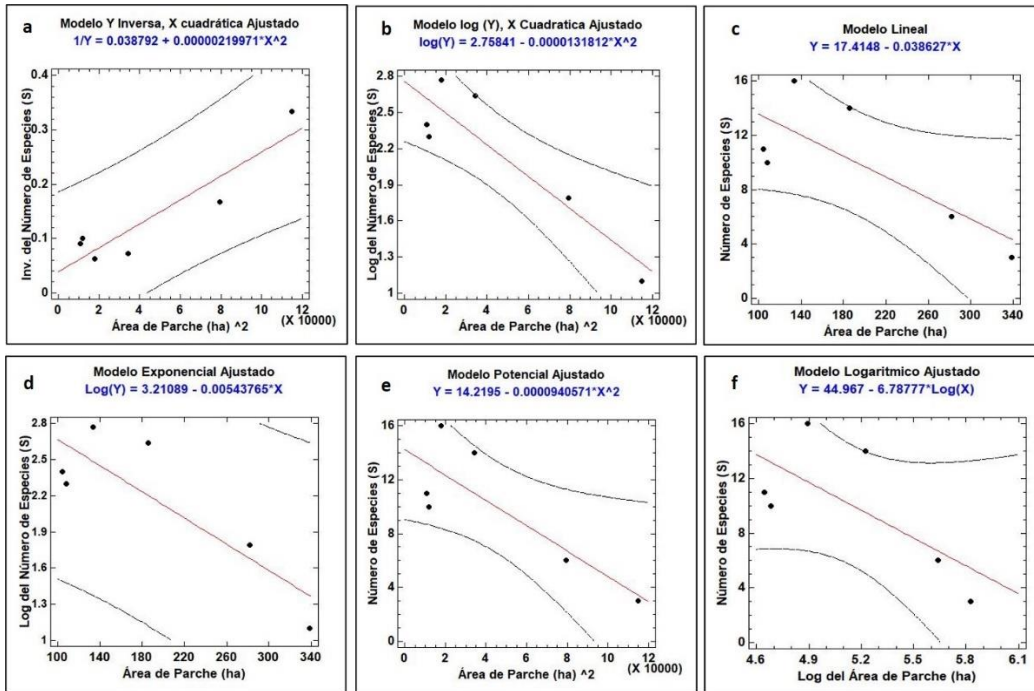 a
Modelo Y Inversa, X cuadrática Ajustado
1/Y = 0.038792 + 0.00000219971*X^2
Inv. del Número de Especies (S)
0.4
0.3
0.2
0.1
0
0 2 4 6 8 10 12
(X 10000)
Área de Parche (ha) ^2
b
Modelo log (Y), X Cuadratica Ajustado
log(Y) = 2.75841 - 0.0000131812*X^2
Log del Número de Especies (S)
2.8
2.5
2.2
1.9
1.6
1.3
1
0 2 4 6 8 10 12
(X 10000)
Área de Parche (ha) ^2
c
Modelo Lineal
Y = 17.4148 - 0.038627*X
Número de Especies (S)
16
12
8
4
0
100 140 180 220 260 300 340
Área de Parche (ha)
d
Modelo Exponencial Ajustado
Log(Y) = 3.21089 - 0.00543765*X
Log del Número de Especies (S)
2.8
2.5
2.2
1.9
1.6
1.3
1
100 140 180 220 260 300 340
Área de Parche (ha)
e
Modelo Potencial Ajustado
Y = 14.2195 - 0.0000940571*X^2
Número de Especies (S)
16
12
8
4
0
0 2 4 6 8 10 12
(X 10000)
Área de Parche (ha) ^2
f
Modelo Logaritmico Ajustado
Y = 44.967 - 6.78777*Log(X)
Número de Especies (S)
16
12
8
4
0
4.6 4.9 5.2 5.5 5.8 6.1
Log del Área de Parche (ha)